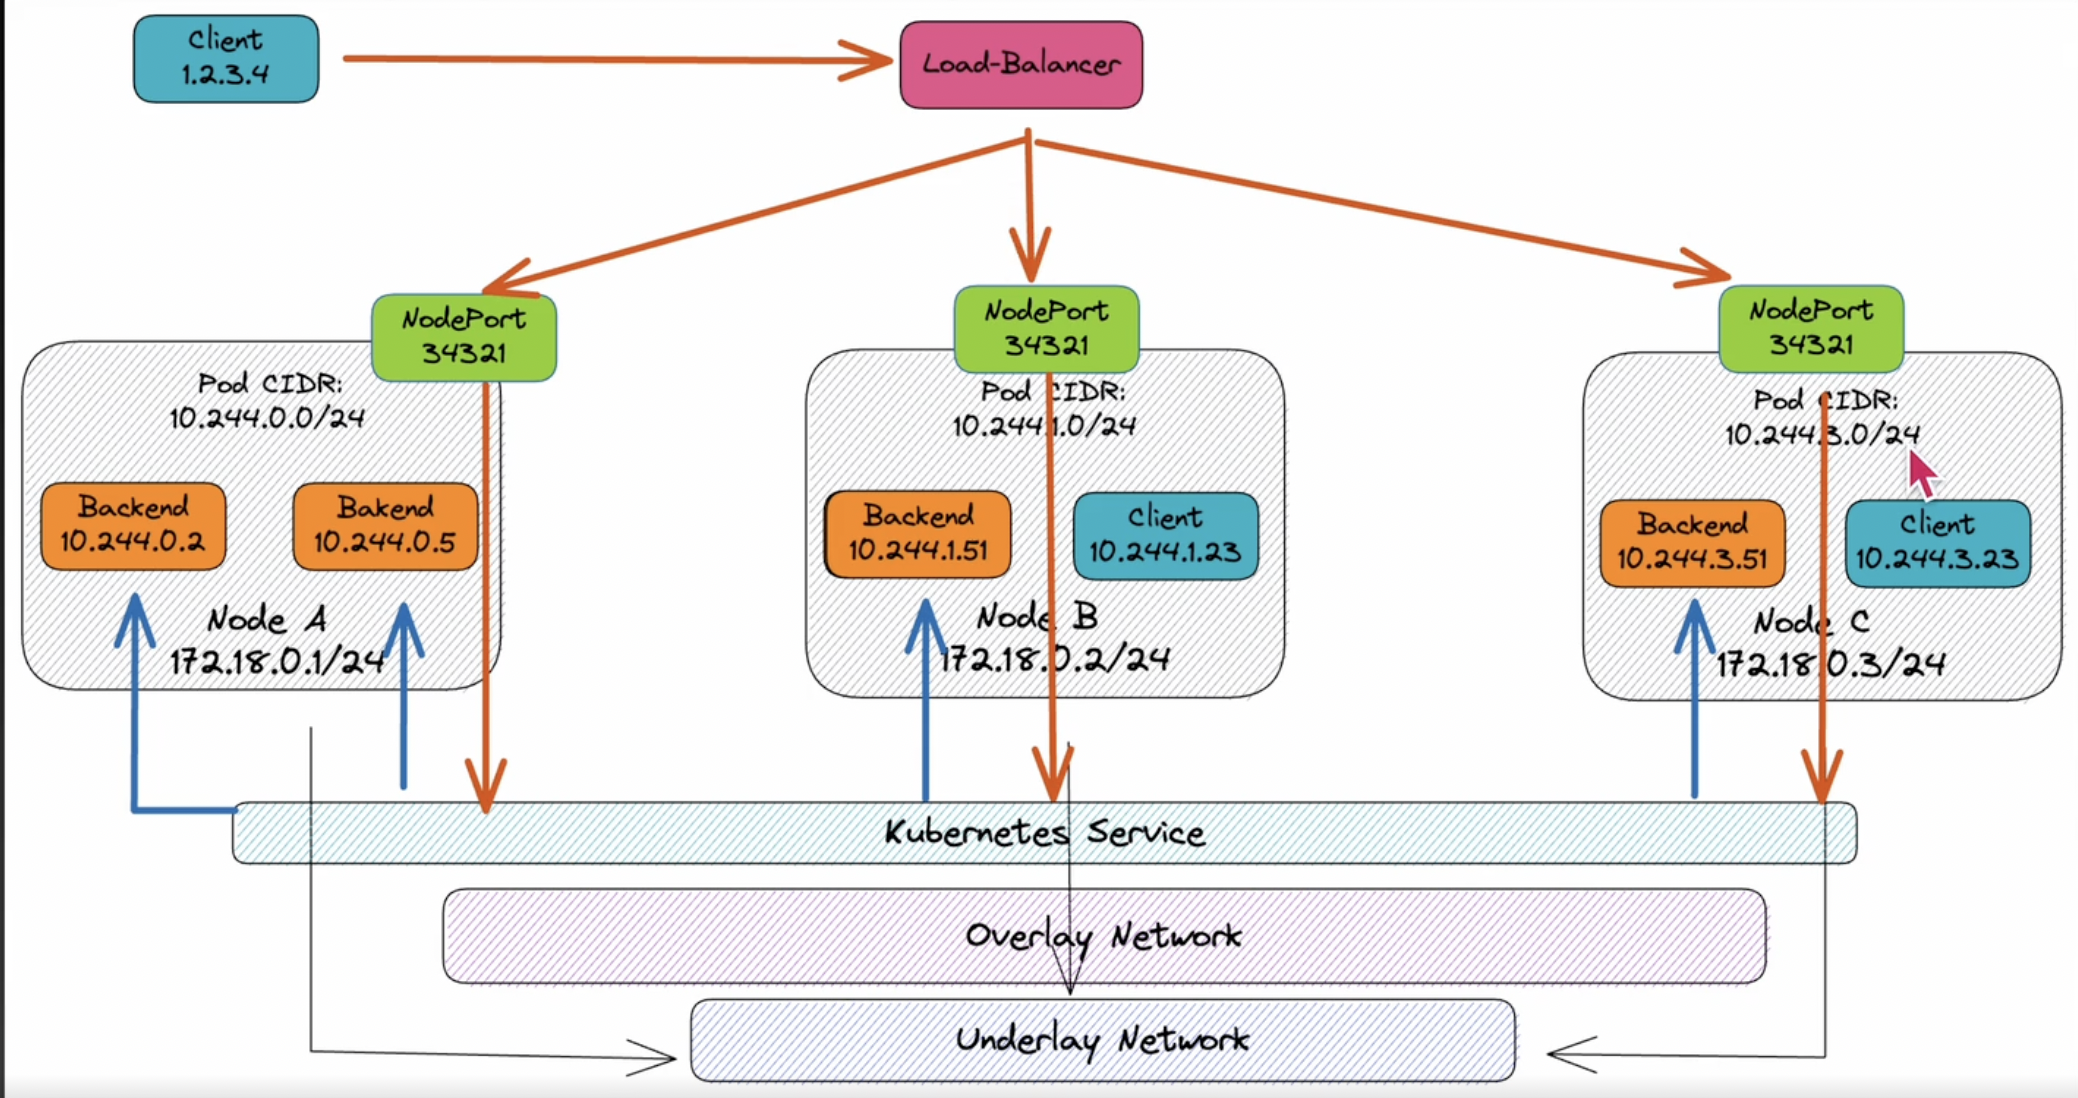 Client
1.2.3.4
Load-Balancer
NodePort
34321
NodePort
34321
NodePort
34321
Pod CIDR:
10.244.0.0/24
Pod CIDR:
10.244.1.0/24
Pod CIDR:
10.244.3.0/24
Backend
10.244.0.2
Bakend
10.244.0.5
Backend
10.244.1.51
Client
10.244.1.23
Backend
10.244.3.51
Client
10.244.3.23
Node A
172.18.0.1/24
Node B
172.18.0.2/24
Node C
172.18.0.3/24
Kubernetes Service
Overlay Network
Underlay Network